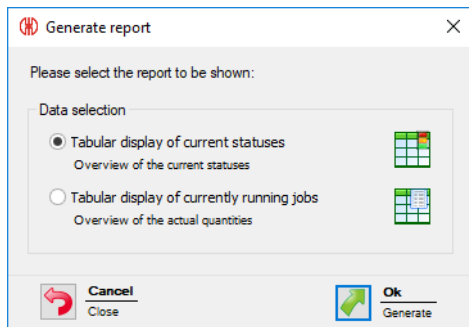 Generate report
Please select the report to be shown:
Data selection
Tabular display of current statuses
Overview of the current statuses
Tabular display of currently running jobs
Overview of the actual quantities
Cancel
Close
Ok
Generate